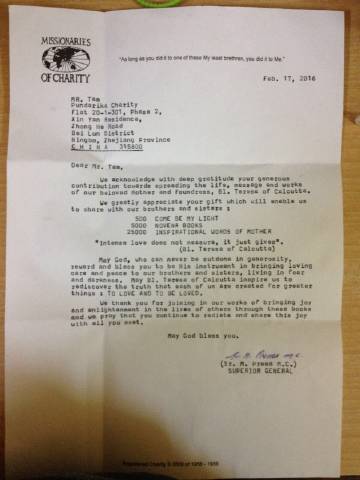 MISSIONARIES
OF CHARITY
"As long as you did it to one of these My least brethren, you did it to Me."
Feb. 17, 2016
MR. Tam
Pundarika Charity
Flat 20-1-301, Phase 2,
Xin Yan Residence,
Zhong He Road
Bei Lun District
Ningbo, Zhejiang Province
C H I N A 315800
Dear Mr. Tam,
We acknowledge with deep gratitude your generous
contribution towards spreading the life, message and works
of our beloved Mother and Foundress, Bl. Teresa of Calcutta.
We greatly appreciate your gift which will enable us
to share with our brothers and sisters :
500 COME BE MY LIGHT
5000 NOVENA BOOKS
25000 INSPIRATIONAL WORDS OF MOTHER
"Intense love does not measure, it just gives".
(Bl. Teresa of Calcutta)
May God, who can never be outdone in generosity,
reward and bless you to be His instrument in bringing loving
care and peace to our brothers and sisters, living in fear
and darkness. May Bl. Teresa of Calcutta inspire us to
rediscover the truth that each of us are created for greater
things : TO LOVE AND TO BE LOVED.
We thank you for joining in our works of bringing joy
and enlightenment in the lives of others through these books
and we pray that you continue to radiate and share this joy
with all you meet.
May God bless you.
M. Prema m.c.
(Sr. M. Prema M.C.)
SUPERIOR GENERAL
Registered Charity